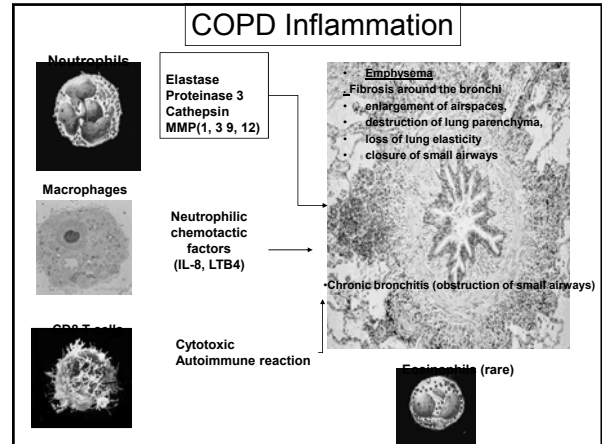 COPD Inflammation
Neutrophils
Elastase
Proteinase 3
Cathepsin
MMP(1, 3 9, 12)
• Emphysema
Fibrosis around the bronchi
• enlargement of airspaces,
• destruction of lung parenchyma,
• loss of lung elasticity
• closure of small airways
Macrophages
Neutrophilic
chemotactic
factors
(IL-8, LTB4)
•Chronic bronchitis (obstruction of small airways)
CD8 T cells
Cytotoxic
Autoimmune reaction
Eosinophils (rare)